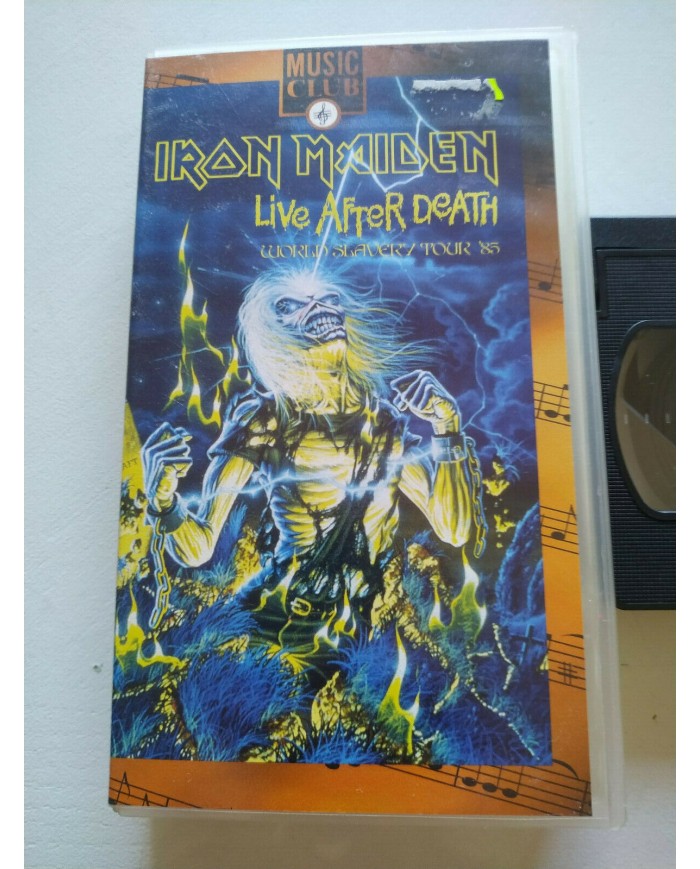 MUSIC
CLUB
IRON MAIDEN
LIVE AFTER DEATH
WORLD SLAVERY TOUR '85